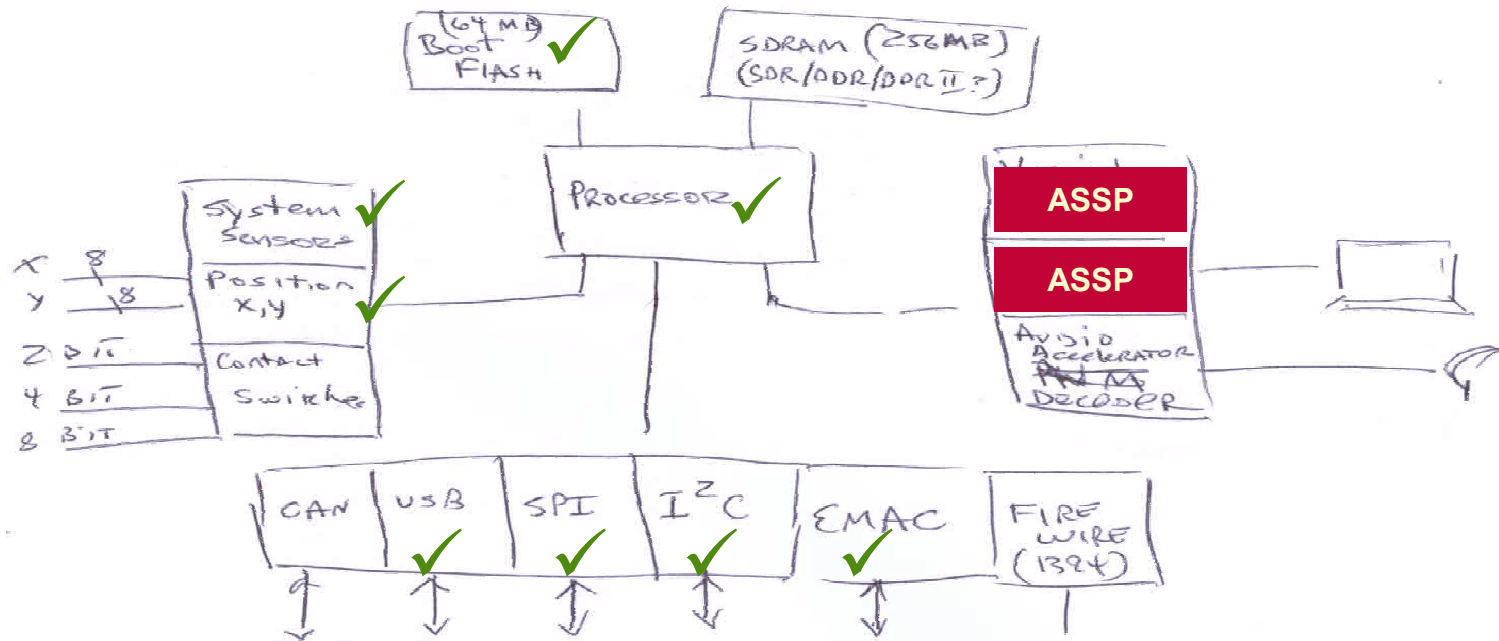 (64 MB)
Boot
FlASH
SDRAM (256MB)
(SDR/DDR/DDR II?)
PROCESSOR
System
Sensors
Position
X,Y
Contact
Switches
X 8
Y 8
2 BIT
4 BIT
8 BIT
ASSP
ASSP
AUDIO
ACCELERATOR
DECODER
CAN
USB
SPI
I²C
EMAC
FIRE
WIRE
(1394)